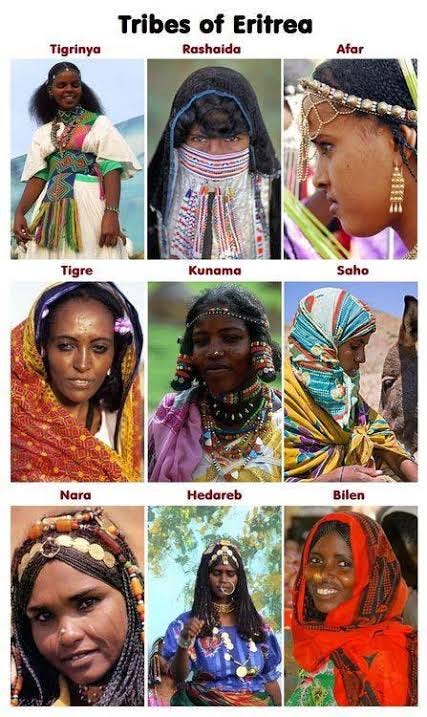 Tribes of Eritrea
Tigrinya Rashaida Afar
Tigre Kunama Saho
Nara Hedareb Bilen